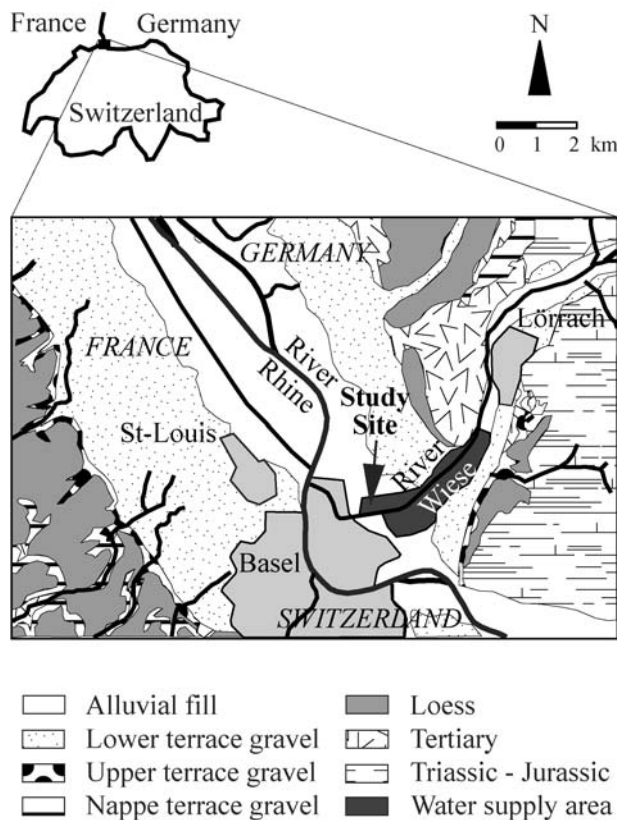 France Germany
N
Switzerland
0 1 2 km
GERMANY
Lörrach
FRANCE
River
Rhine
Study
Site
St-Louis
River
Wiese
Basel
SWITZERLAND
Alluvial fill
Loess
Lower terrace gravel
Tertiary
Upper terrace gravel
Triassic - Jurassic
Nappe terrace gravel
Water supply area